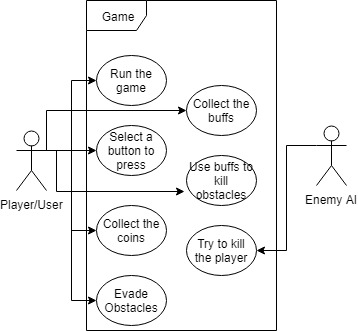 Game
Run the
game
Collect the
buffs
Select a
button to
press
Use buffs to
kill
obstacles
Player/User
Enemy AI
Collect the
coins
Try to kill
the player
Evade
Obstacles